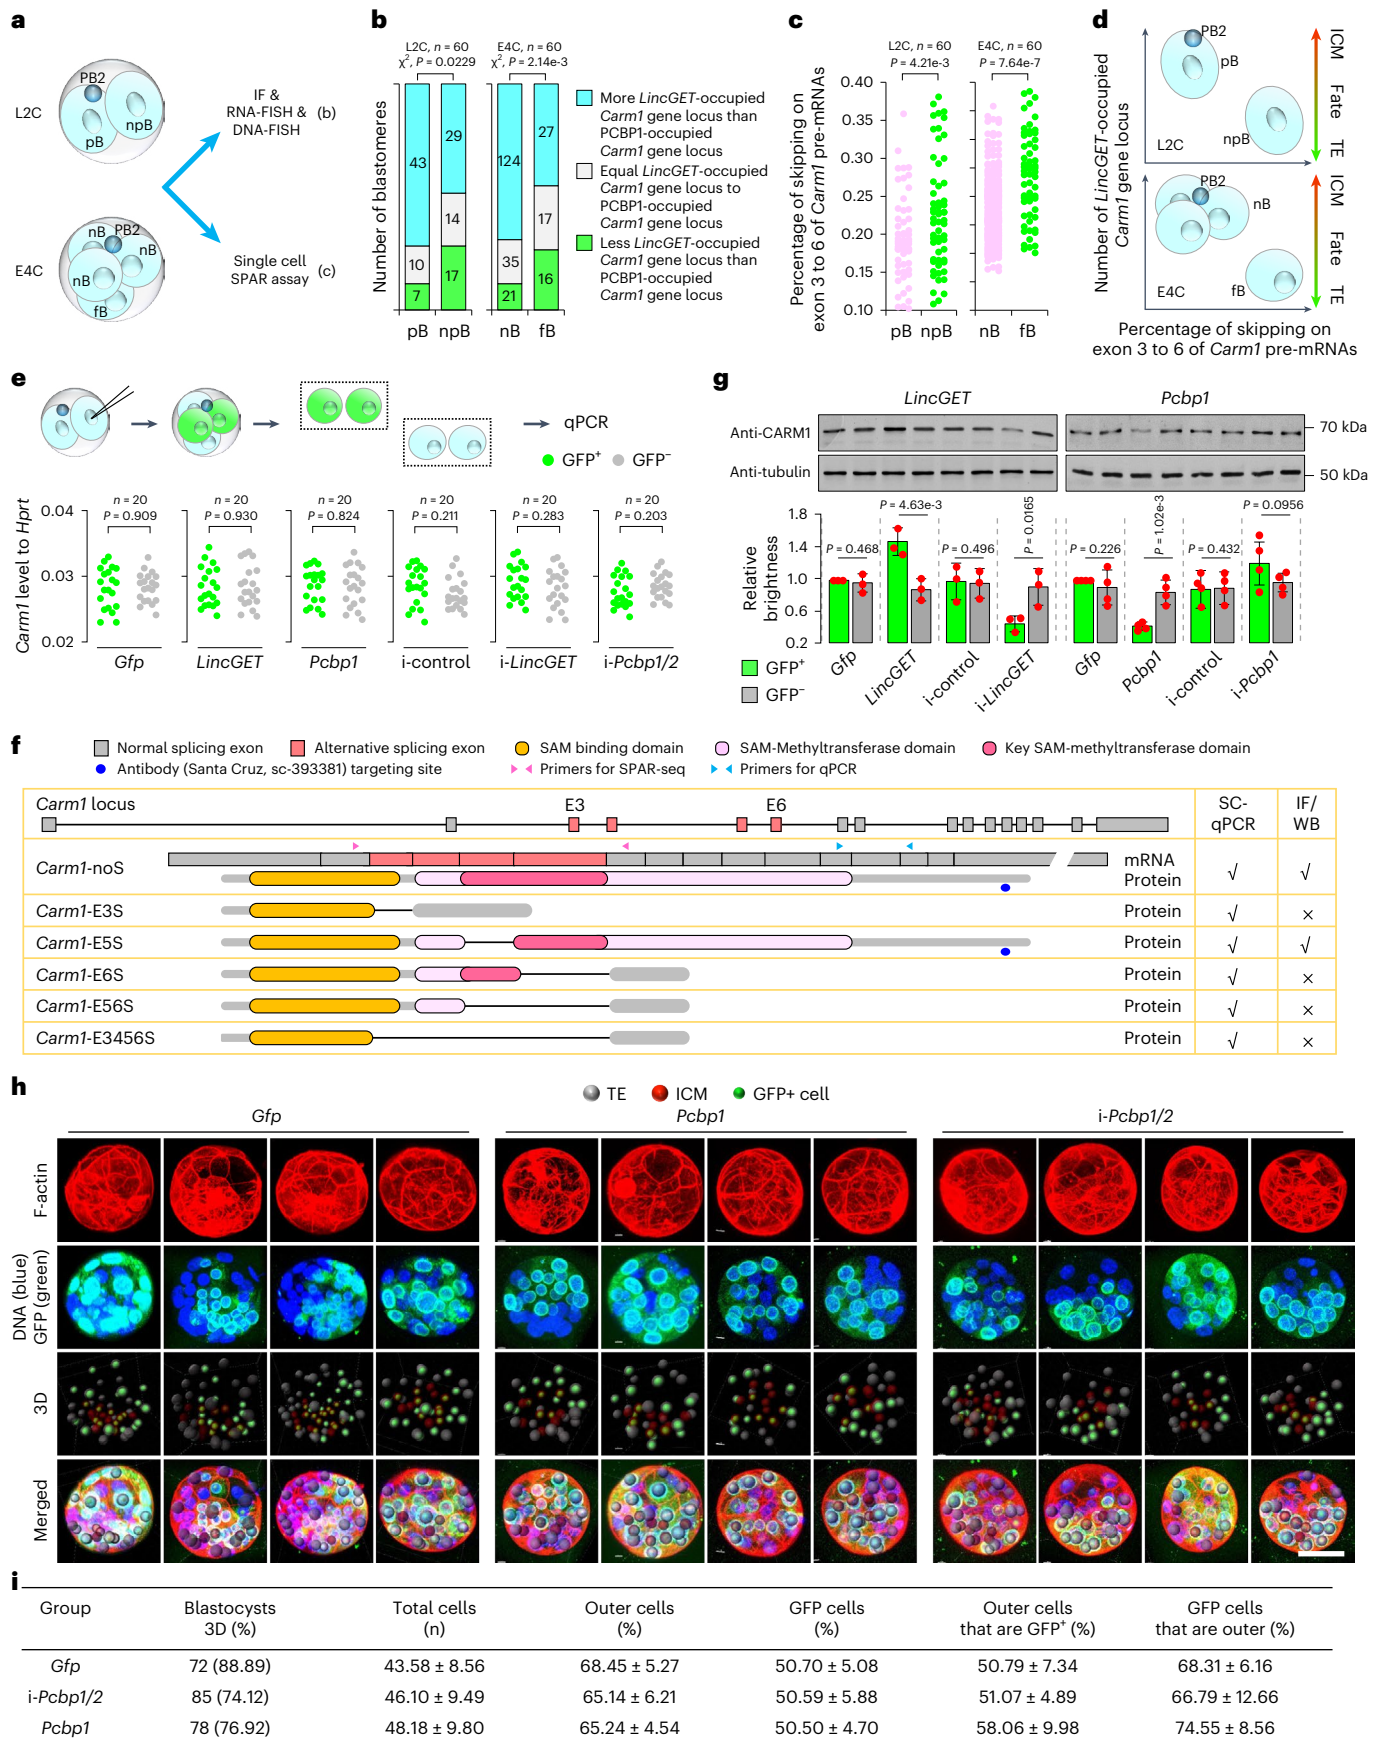 a
L2C
PB2
pB
npB
IF &
RNA-FISH &
DNA-FISH
(b)
E4C
nB
PB2
nB
nB
fB
Single cell
SPAR assay
(c)
b
L2C, n = 60
χ², P = 0.0229
E4C, n = 60
χ², P = 2.14e-3
Number of blastomeres
43
10
7
29
14
17
124
35
21
27
17
16
pB
npB
nB
fB
More LincGET-occupied
Carm1 gene locus than
PCBP1-occupied
Carm1 gene locus
Equal LincGET-occupied
Carm1 gene locus to
PCBP1-occupied
Carm1 gene locus
Less LincGET-occupied
Carm1 gene locus than
PCBP1-occupied
Carm1 gene locus
c
L2C, n = 60
P = 4.21e-3
E4C, n = 60
P = 7.64e-7
Percentage of skipping on
exon 3 to 6 of Carm1 pre-mRNAs
0.40
0.35
0.30
0.25
0.20
0.15
0.10
pB
npB
nB
fB
d
Number of LincGET-occupied
Carm1 gene locus
PB2
pB
npB
L2C
ICM
Fate
TE
PB2
nB
fB
E4C
ICM
Fate
TE
Percentage of skipping on
exon 3 to 6 of Carm1 pre-mRNAs
e
qPCR
GFP⁺
GFP⁻
Carm1 level to Hprt
0.04
0.03
0.02
n = 20
P = 0.909
n = 20
P = 0.930
n = 20
P = 0.824
n = 20
P = 0.211
n = 20
P = 0.283
n = 20
P = 0.203
Gfp
LincGET
Pcbp1
i-control
i-LincGET
i-Pcbp1/2
g
LincGET
Pcbp1
Anti-CARM1
70 kDa
Anti-tubulin
50 kDa
Relative
brightness
1.8
1.4
1.0
0.6
0.2
P = 0.468
P = 4.63e-3
P = 0.496
P = 0.0165
P = 0.226
P = 1.02e-3
P = 0.432
P = 0.0956
Gfp
LincGET
i-control
i-LincGET
Gfp
Pcbp1
i-control
i-Pcbp1
GFP⁺
GFP⁻
f
Normal splicing exon
Alternative splicing exon
SAM binding domain
SAM-Methyltransferase domain
Key SAM-methyltransferase domain
Antibody (Santa Cruz, sc-393381) targeting site
Primers for SPAR-seq
Primers for qPCR
Carm1 locus
E3
E6
SC-
qPCR
IF/
WB
Carm1-noS
mRNA
Protein
√
√
Carm1-E3S
Protein
√
×
Carm1-E5S
Protein
√
√
Carm1-E6S
Protein
√
×
Carm1-E56S
Protein
√
×
Carm1-E3456S
Protein
√
×
h
TE
ICM
GFP+ cell
Gfp
Pcbp1
i-Pcbp1/2
F-actin
DNA (blue)
GFP (green)
3D
Merged
i
Group
Blastocysts
3D (%)
Total cells
(n)
Outer cells
(%)
GFP cells
(%)
Outer cells
that are GFP⁺ (%)
GFP cells
that are outer (%)
Gfp 72 (88.89) 43.58 ± 8.56 68.45 ± 5.27 50.70 ± 5.08 50.79 ± 7.34 68.31 ± 6.16
i-Pcbp1/2 85 (74.12) 46.10 ± 9.49 65.14 ± 6.21 50.59 ± 5.88 51.07 ± 4.89 66.79 ± 12.66
Pcbp1 78 (76.92) 48.18 ± 9.80 65.24 ± 4.54 50.50 ± 4.70 58.06 ± 9.98 74.55 ± 8.56